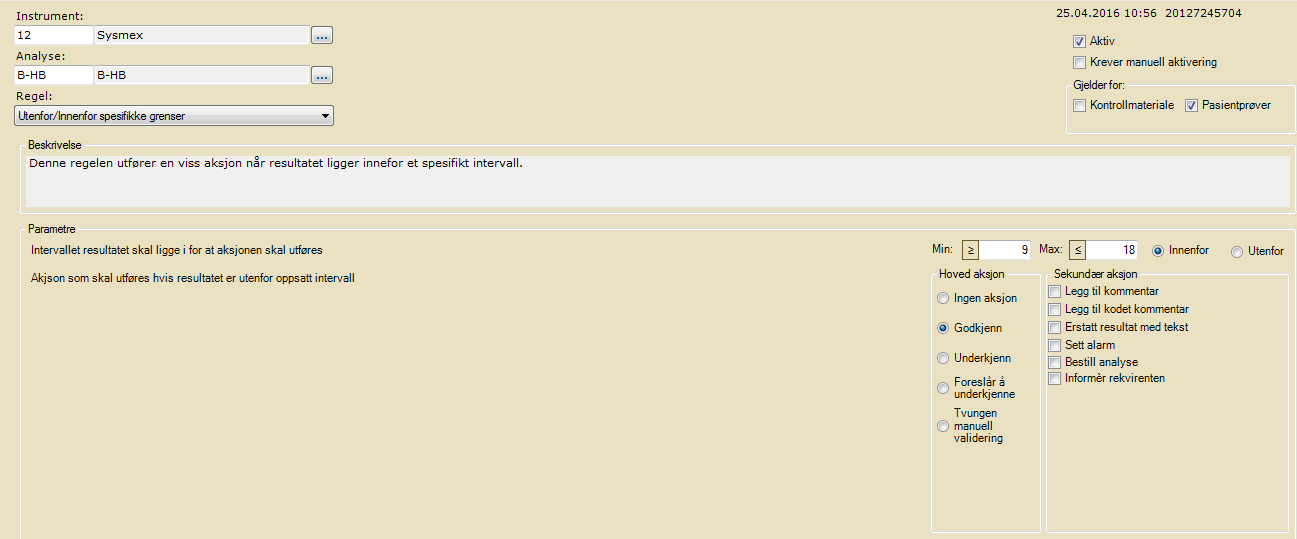 Instrument:
25.04.2016 10:56 20127245704
12 Sysmex ...
Aktiv
Analyse:
Krever manuell aktivering
B-HB B-HB ...
Gjelder for:
Regel:
Kontrollmateriale Pasientprøver
Utenfor/Innenfor spesifikke grenser
Beskrivelse
Denne regelen utfører en viss aksjon når resultatet ligger innefor et spesifikt intervall.
Parametre
Intervallet resultatet skal ligge i for at aksjonen skal utføres
Min: ≥ 9 Max: ≤ 18 Innenfor Utenfor
Akjson som skal utføres hvis resultatet er utenfor oppsatt intervall
Hoved aksjon
Ingen aksjon
Godkjenn
Underkjenn
Foreslår å
underkjenne
Tvungen
manuell
validering
Sekundær aksjon
Legg til kommentar
Legg til kodet kommentar
Erstatt resultat med tekst
Sett alarm
Bestill analyse
Informèr rekvirenten